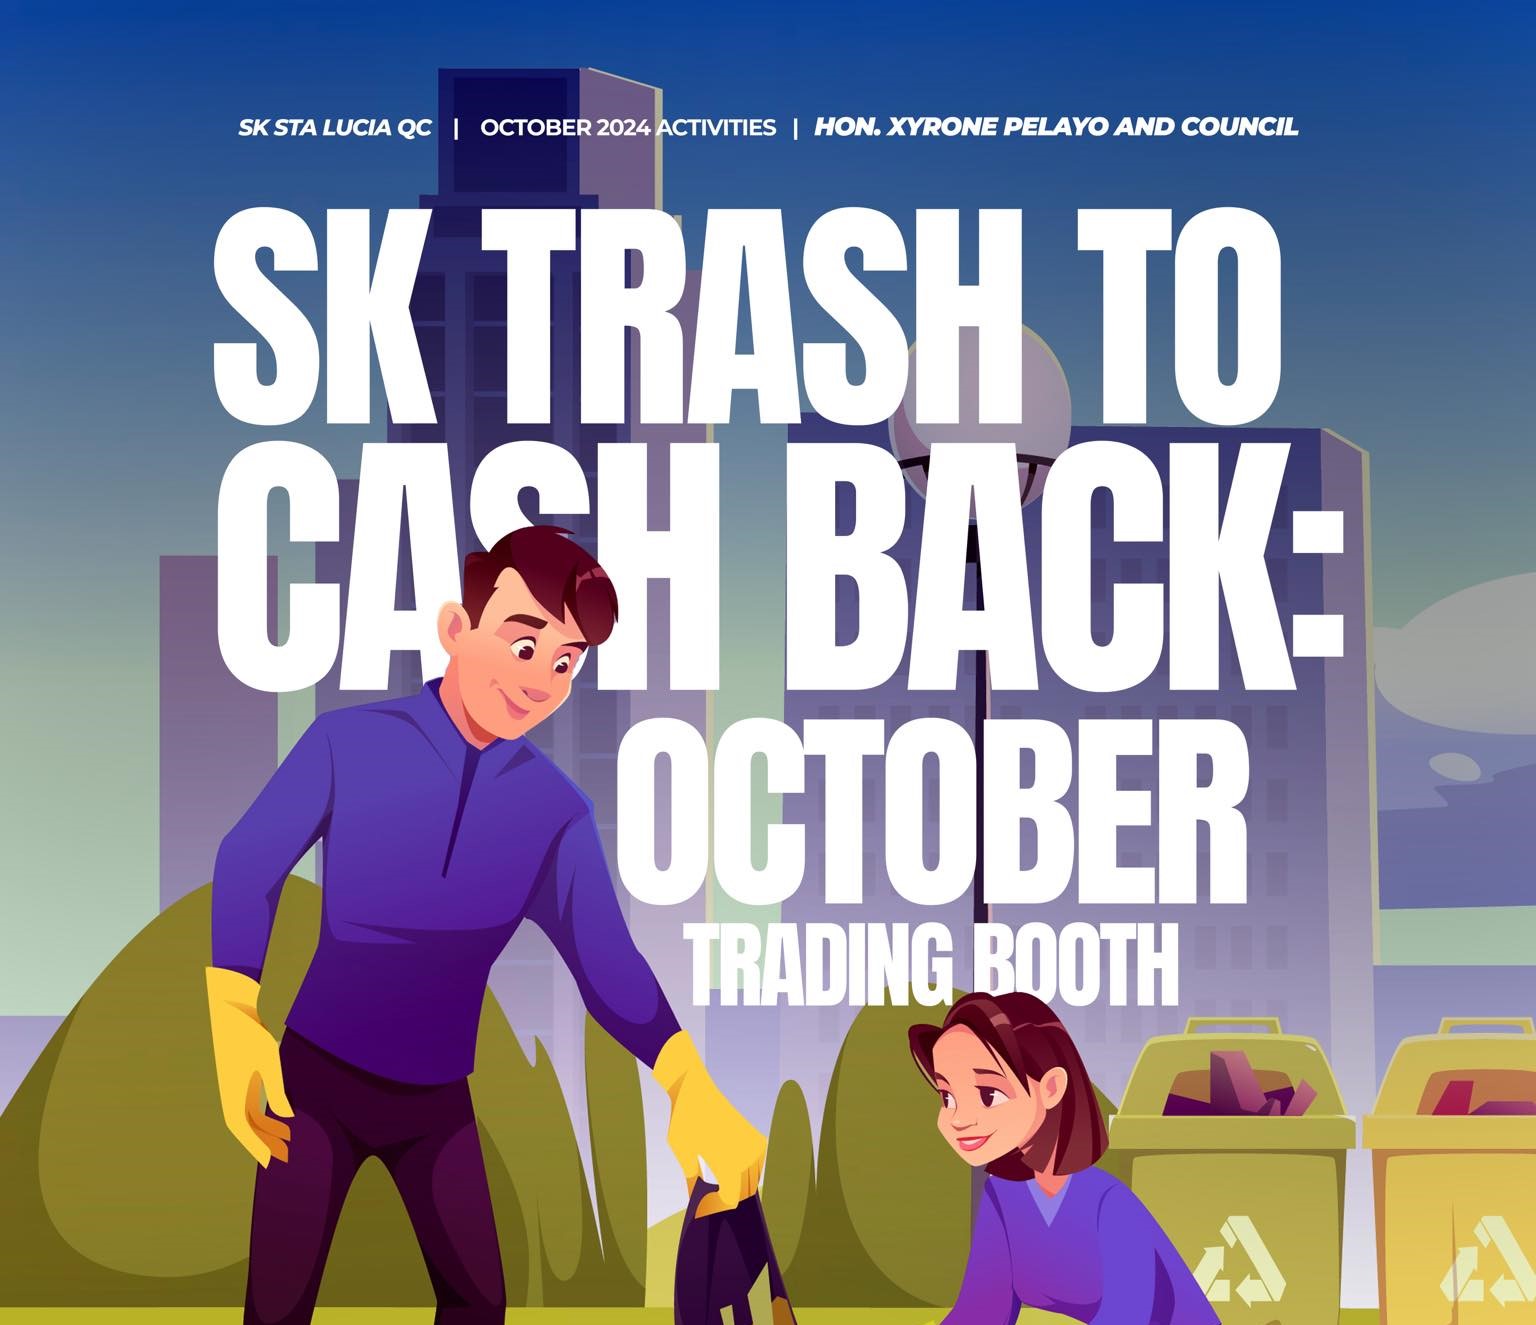 SK STA LUCIA QC | OCTOBER 2024 ACTIVITIES | HON. XYRONE PELAYO AND COUNCIL
SK TRASH TO
CASH BACK:
OCTOBER
TRADING BOOTH